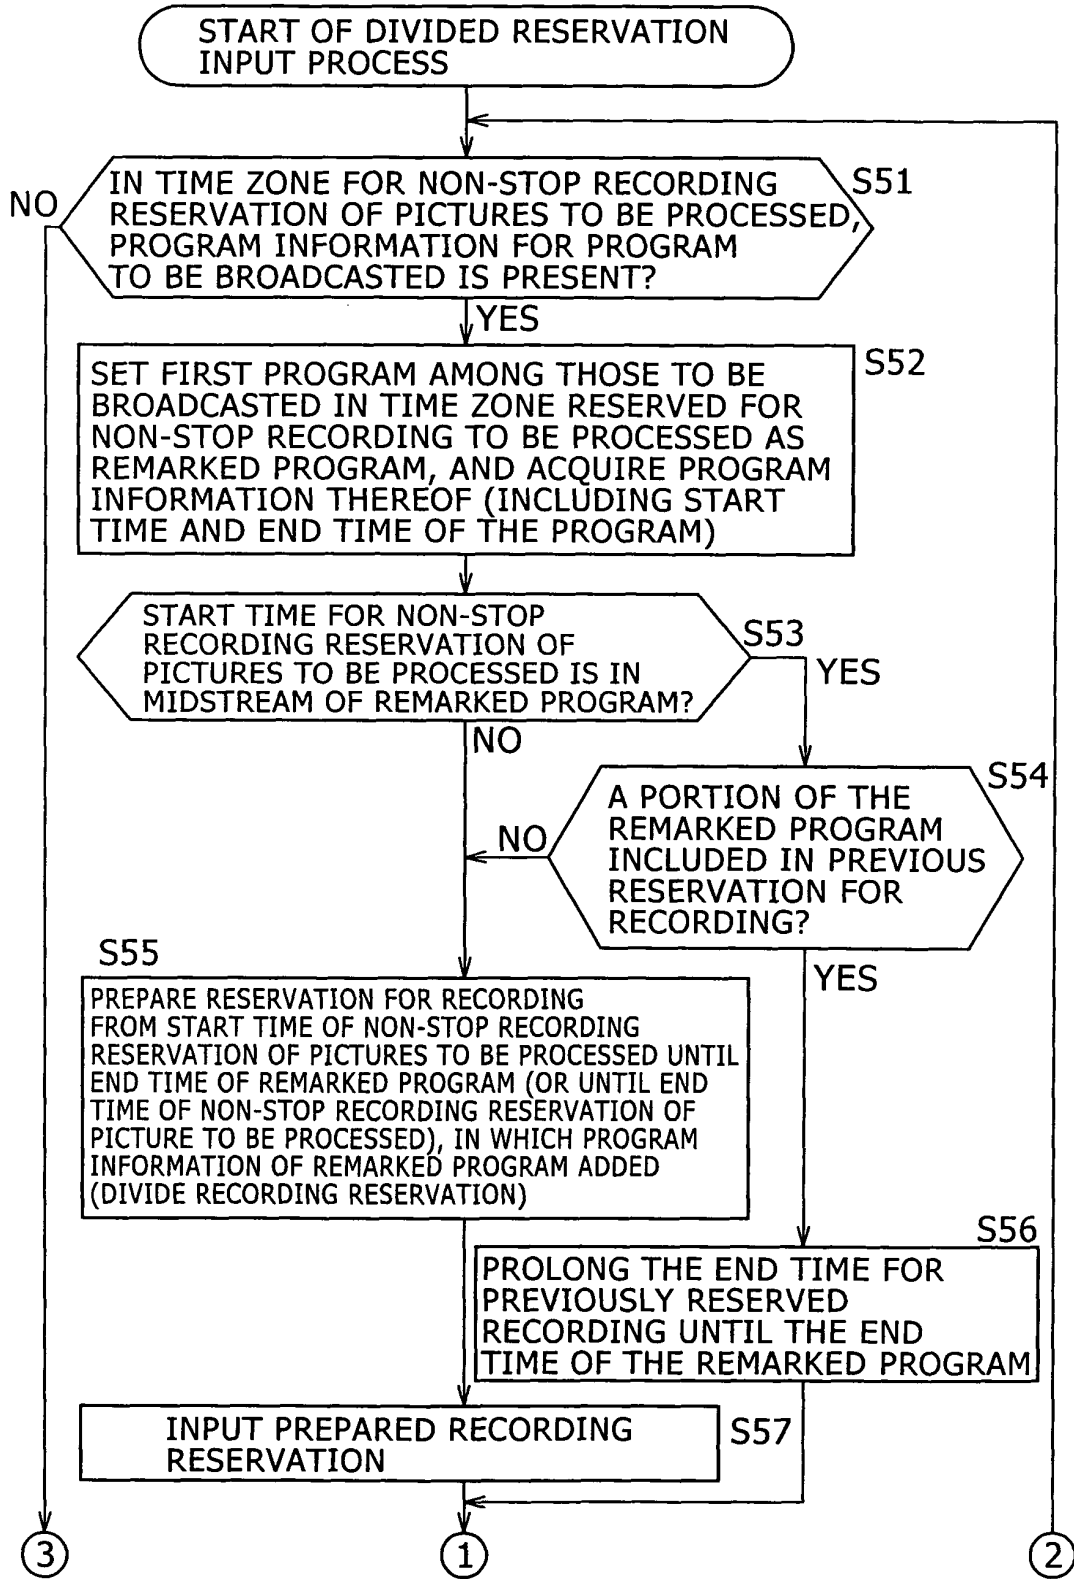 START OF DIVIDED RESERVATION
INPUT PROCESS
NO
IN TIME ZONE FOR NON-STOP RECORDING
RESERVATION OF PICTURES TO BE PROCESSED,
PROGRAM INFORMATION FOR PROGRAM
TO BE BROADCASTED IS PRESENT?
S51
YES
S52
SET FIRST PROGRAM AMONG THOSE TO BE
BROADCASTED IN TIME ZONE RESERVED FOR
NON-STOP RECORDING TO BE PROCESSED AS
REMARKED PROGRAM, AND ACQUIRE PROGRAM
INFORMATION THEREOF (INCLUDING START
TIME AND END TIME OF THE PROGRAM)
START TIME FOR NON-STOP
RECORDING RESERVATION OF
PICTURES TO BE PROCESSED IS IN
MIDSTREAM OF REMARKED PROGRAM?
S53
YES
NO
S54
A PORTION OF THE
REMARKED PROGRAM
INCLUDED IN PREVIOUS
RESERVATION FOR
RECORDING?
NO
YES
S55
PREPARE RESERVATION FOR RECORDING
FROM START TIME OF NON-STOP RECORDING
RESERVATION OF PICTURES TO BE PROCESSED UNTIL
END TIME OF REMARKED PROGRAM (OR UNTIL END
TIME OF NON-STOP RECORDING RESERVATION OF
PICTURE TO BE PROCESSED), IN WHICH PROGRAM
INFORMATION OF REMARKED PROGRAM ADDED
(DIVIDE RECORDING RESERVATION)
S56
PROLONG THE END TIME FOR
PREVIOUSLY RESERVED
RECORDING UNTIL THE END
TIME OF THE REMARKED PROGRAM
INPUT PREPARED RECORDING
RESERVATION
S57
3
1
2